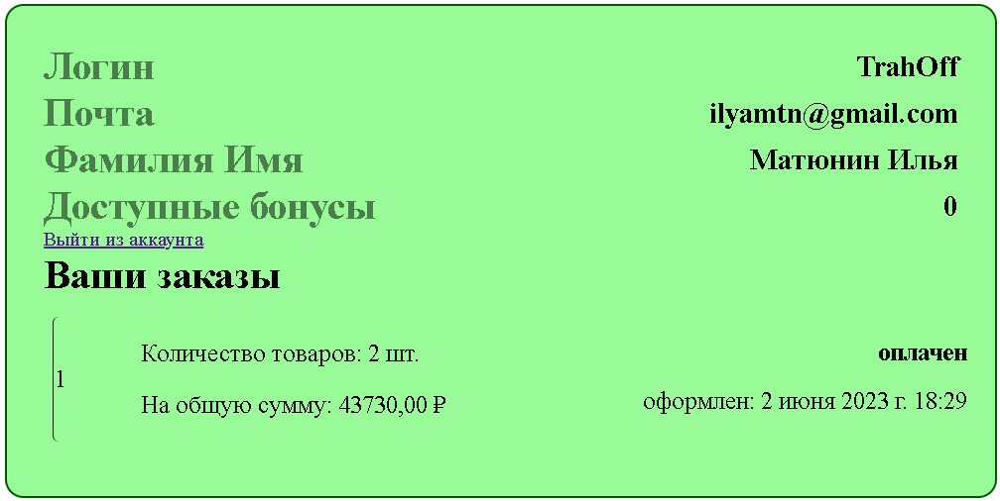 Логин TrahOff
Почта ilyamtn@gmail.com
Фамилия Имя Матюнин Илья
Доступные бонусы 0
Выйти из аккаунта
Ваши заказы
Количество товаров: 2 шт. оплачен
1
На общую сумму: 43730,00 ₽ оформлен: 2 июня 2023 г. 18:29